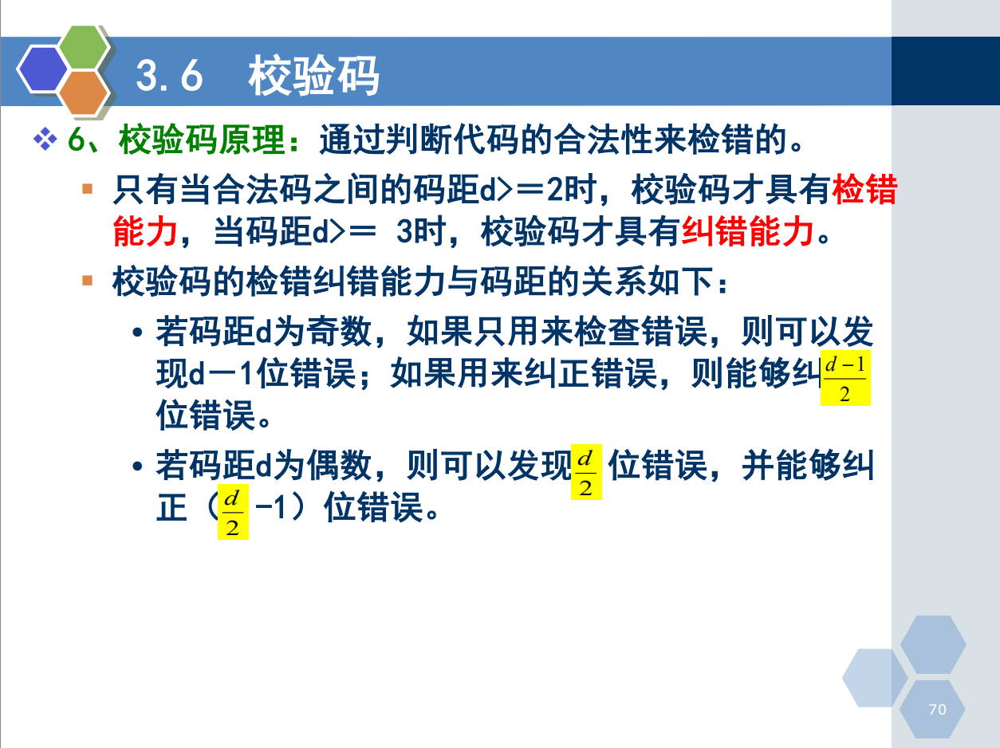 3.6 校验码
6、校验码原理：通过判断代码的合法性来检错的。
只有当合法码之间的码距d>＝2时，校验码才具有检错
能力，当码距d>＝ 3时，校验码才具有纠错能力。
校验码的检错纠错能力与码距的关系如下：
• 若码距d为奇数，如果只用来检查错误，则可以发
现d－1位错误；如果用来纠正错误，则能够纠 d−1/2
位错误。
• 若码距d为偶数，则可以发现 d/2 位错误，并能够纠
正（d/2 -1）位错误。
70